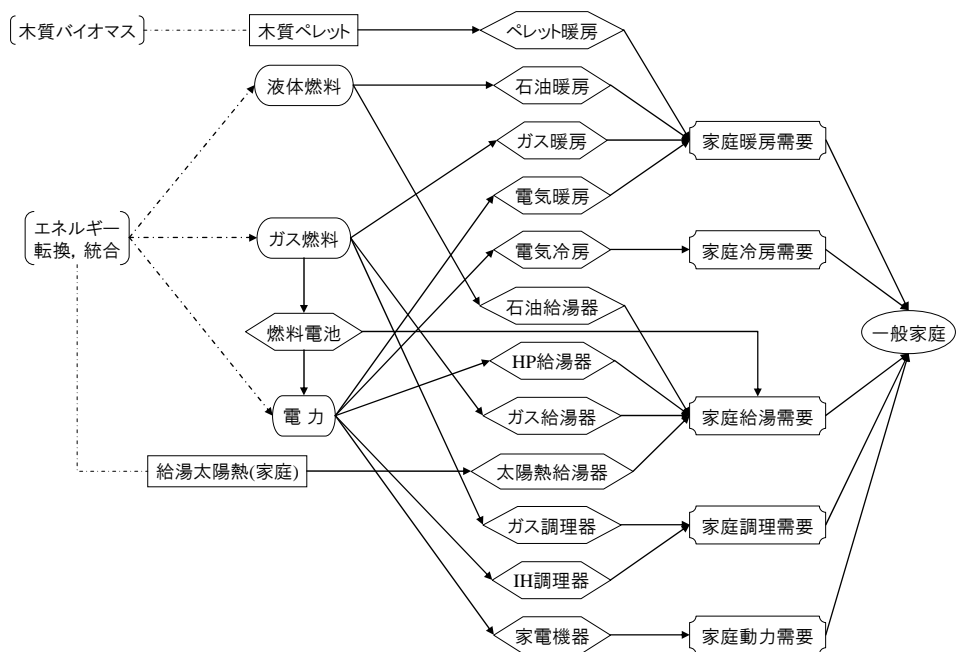 木質バイオマス
木質ペレット
ペレット暖房
液体燃料
石油暖房
ガス暖房
家庭暖房需要
電気暖房
エネルギー
転換, 統合
ガス燃料
電気冷房
家庭冷房需要
石油給湯器
燃料電池
一般家庭
HP給湯器
電 力
ガス給湯器
家庭給湯需要
給湯太陽熱(家庭)
太陽熱給湯器
ガス調理器
家庭調理需要
IH調理器
家電機器
家庭動力需要